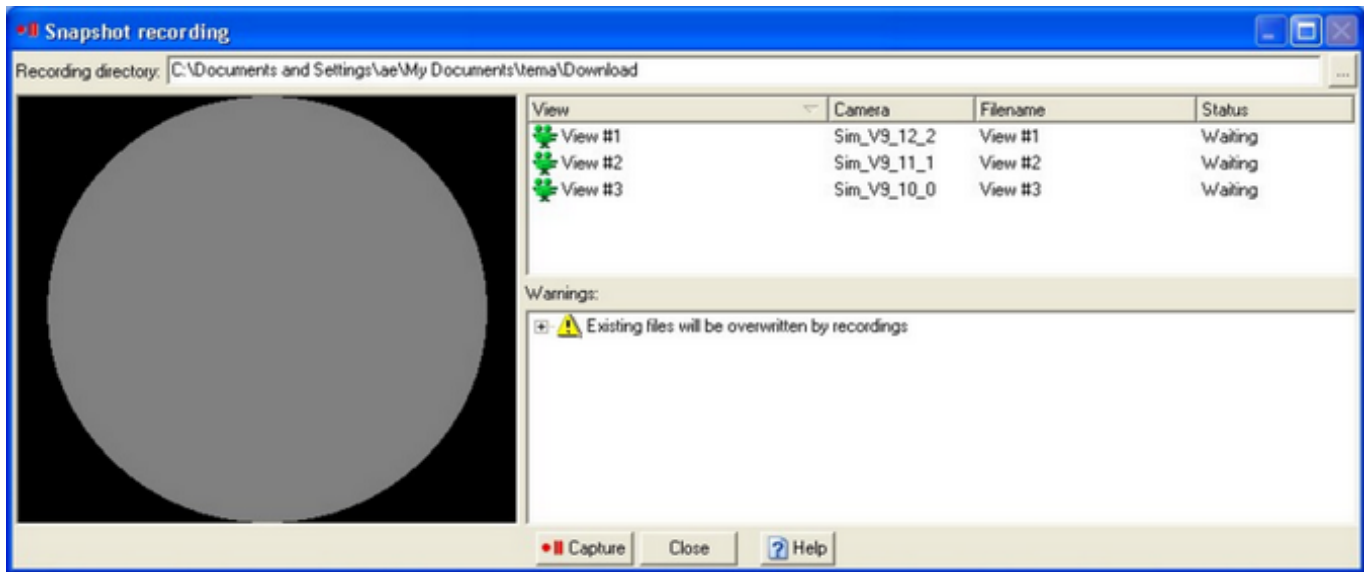 Snapshot recording
Recording directory: C:\Documents and Settings\ae\My Documents\tema\Download ...
View Camera Filename Status
View #1 Sim_V9_12_2 View #1 Waiting
View #2 Sim_V9_11_1 View #2 Waiting
View #3 Sim_V9_10_0 View #3 Waiting
Warnings:
Existing files will be overwritten by recordings
Capture Close Help